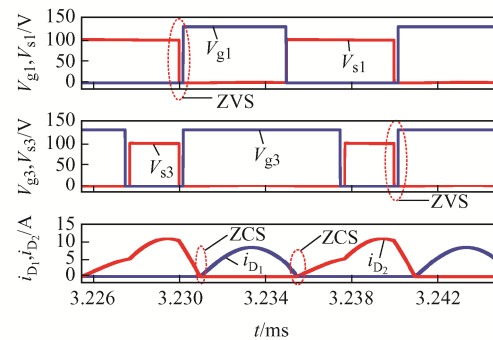 V_g1,V_s1/V
150
100
50
0
V_g1
V_s1
ZVS
V_g3,V_s3/V
150
100
50
0
V_s3
V_g3
ZVS
i_D1,i_D2/A
15
10
5
0
ZCS
ZCS
i_D1
i_D2
3.226 3.230 3.234 3.238 3.242
t/ms